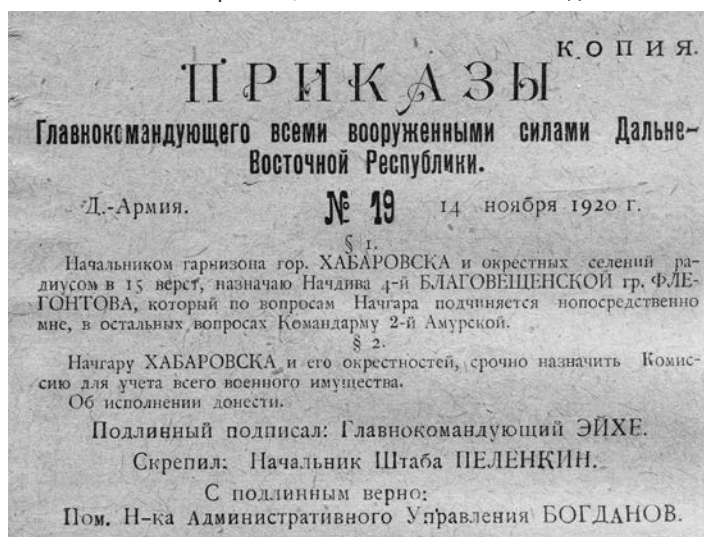 КОПИЯ.
ПРИКАЗЫ
Главнокомандующего всеми вооруженными силами Дальне-
Восточной Республики.
Д.-Армия. № 19 14 ноября 1920 г.
§ 1.
Начальником гарнизона гор. ХАБАРОВСКА и окрестных селений ра-
диусом в 15 верст, назначаю Начдива 4-й БЛАГОВЕЩЕНСКОЙ гр. ФЛЕ-
ГОНТОВА, который по вопросам Начгара подчиняется нопосредственно
мне, в остальных вопросах Командарму 2-й Амурской.
§ 2.
Начгару ХАБАРОВСКА и его окрестностей, срочно назначить Комис-
сию для учета всего военного имущества.
Об исполнении донести.
Подлинный подписал: Главнокомандующий ЭЙХЕ.
Скрепил: Начальник Штаба ПЕЛЕНКИН.
С подлинным верно:
Пом. Н-ка Административного Управления БОГДАНОВ.